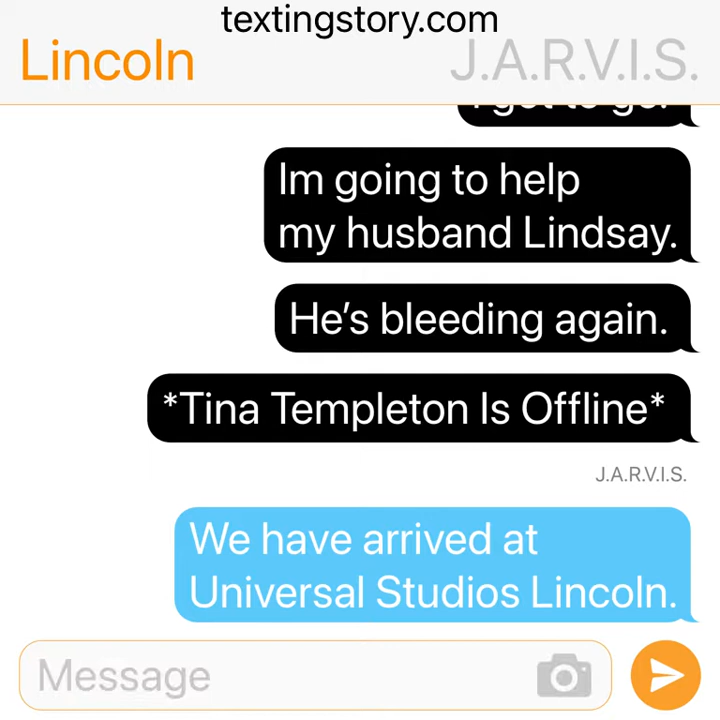 textingstory.com
Lincoln
J.A.R.V.I.S.
Im going to help
my husband Lindsay.
He’s bleeding again.
*Tina Templeton Is Offline*
J.A.R.V.I.S.
We have arrived at
Universal Studios Lincoln.
Message